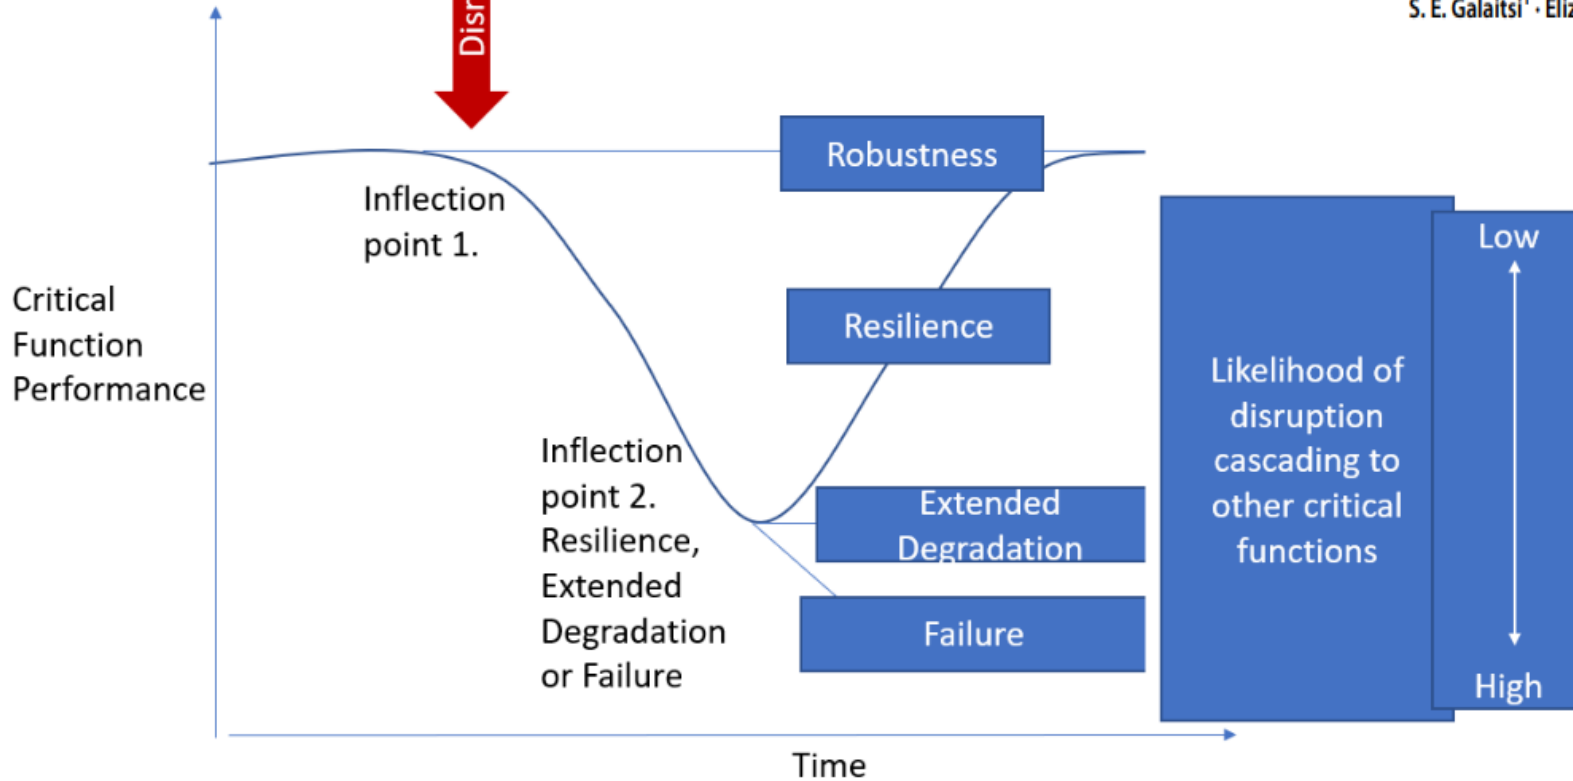 S. E. Galaitsi¹ ·
Robustness
Inflection
point 1.
Low
Critical
Function
Performance
Resilience
Likelihood of
disruption
cascading to
other critical
functions
Inflection
point 2.
Resilience,
Extended
Degradation
or Failure
Extended
Degradation
Failure
High
Time